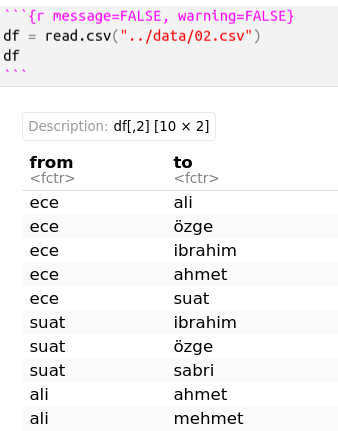 ```{r message=FALSE, warning=FALSE}
df = read.csv("../data/02.csv")
df
```
Description: df[,2] [10 × 2]
from to
<fctr> <fctr>
ece ali
ece özge
ece ibrahim
ece ahmet
ece suat
suat ibrahim
suat özge
suat sabri
ali ahmet
ali mehmet